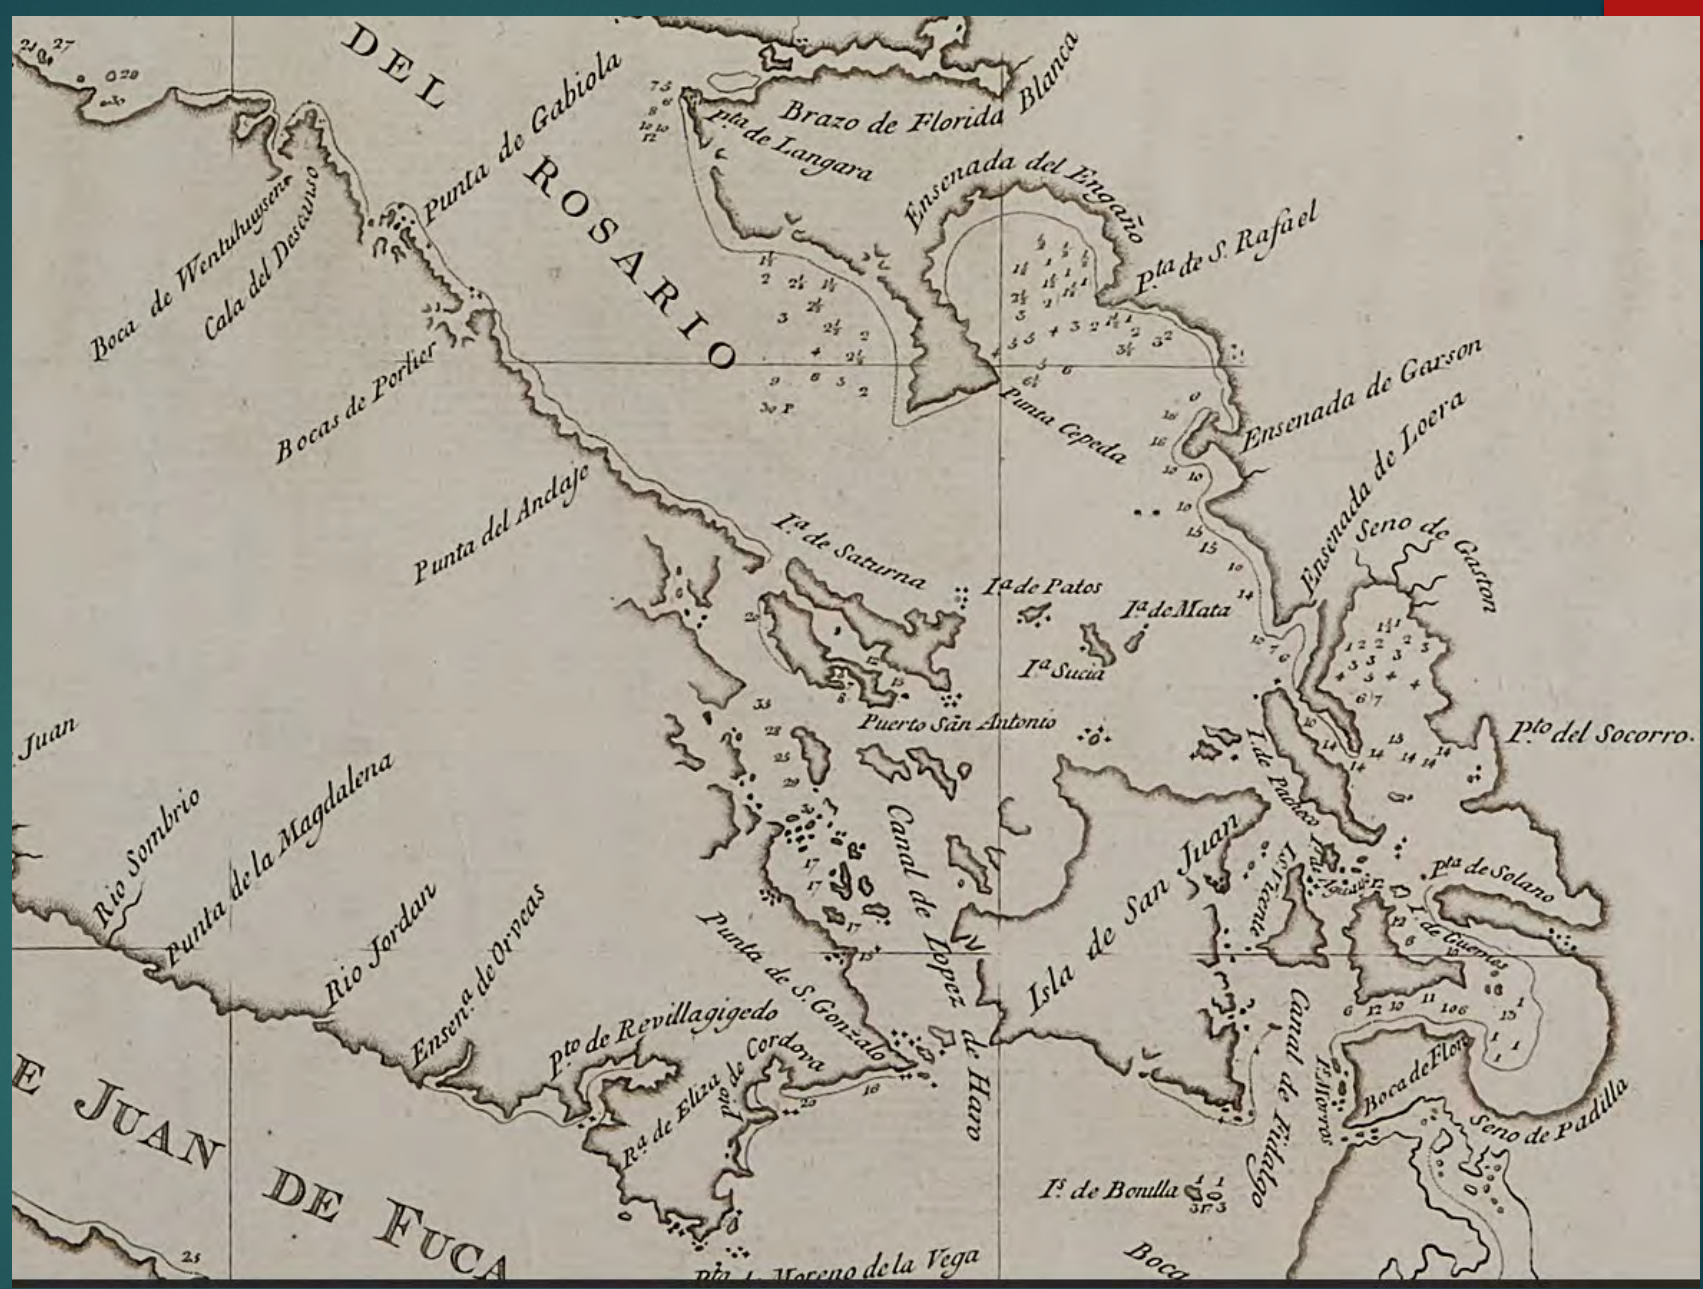 DEL
ROSARIO
Punta de Gabiola
Brazo de Florida Blanca
Pta de Langara
Ensenada del Engaño
Pta de S. Rafael
Boca de Wentuhuysen
Cala del Descanso
Bocas de Porlier
Punta del Anclaje
Punta Cepeda
Ensenada de Garson
Ensenada de Loera
Seno de Gaston
Ia. de Saturna
Ia. de Patos
Ia. de Mata
Ia. Sucia
Puerto Sãn Antonio
Pto del Socorro.
Juan
Rio Sombrio
Punta de la Magdalena
Rio Jordan
Ensena. de Orveas
Canal de Lopez de Haro
Isla de San Juan
I. de Pacheco
Is. Vicente
Pta de Solano
I. de Guemes
Punta de S. Gonzalo
Pto de Revillagigedo
Pto de Cordova
Ra. de Eliza
Canal de Fidalgo
Is. Morros
Boca de Flon
Seno de Padilla
Is. de Bonilla
E JUAN DE FUCA
Pta de Moreno de la Vega
Boca